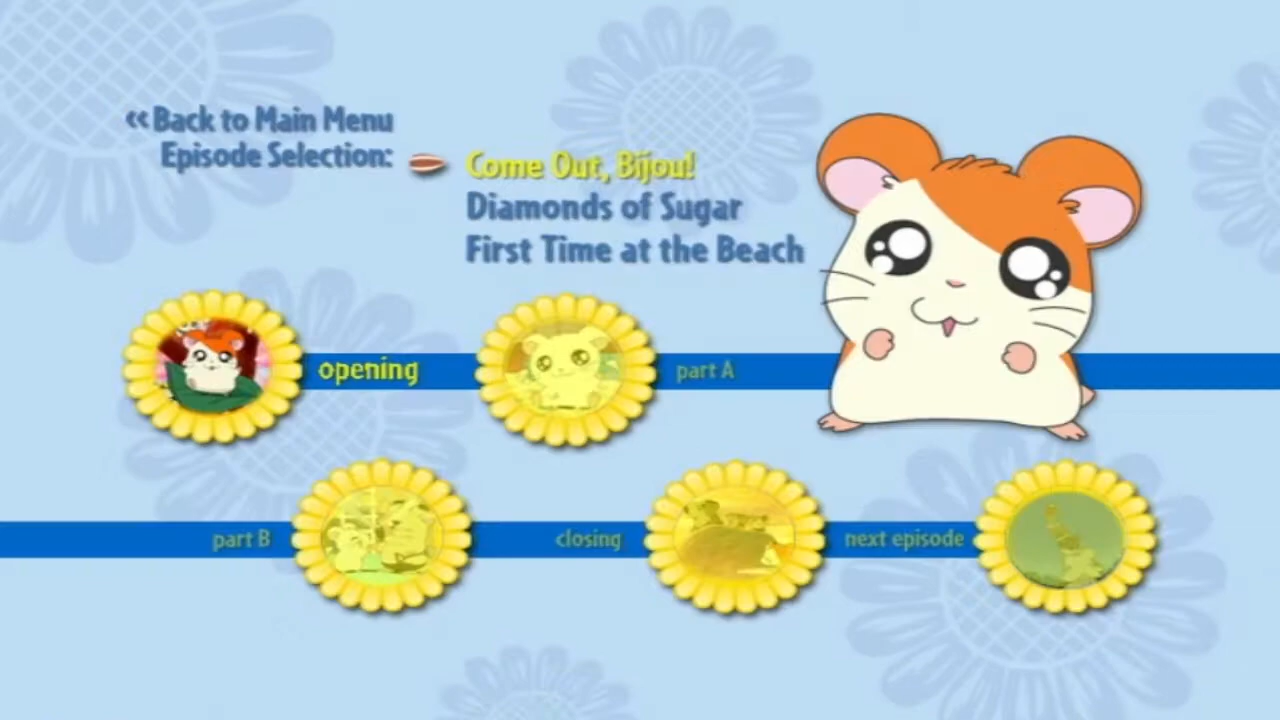 «Back to Main Menu
Episode Selection:
Come Out, Bijou!
Diamonds of Sugar
First Time at the Beach
opening
part A
part B
closing
next episode